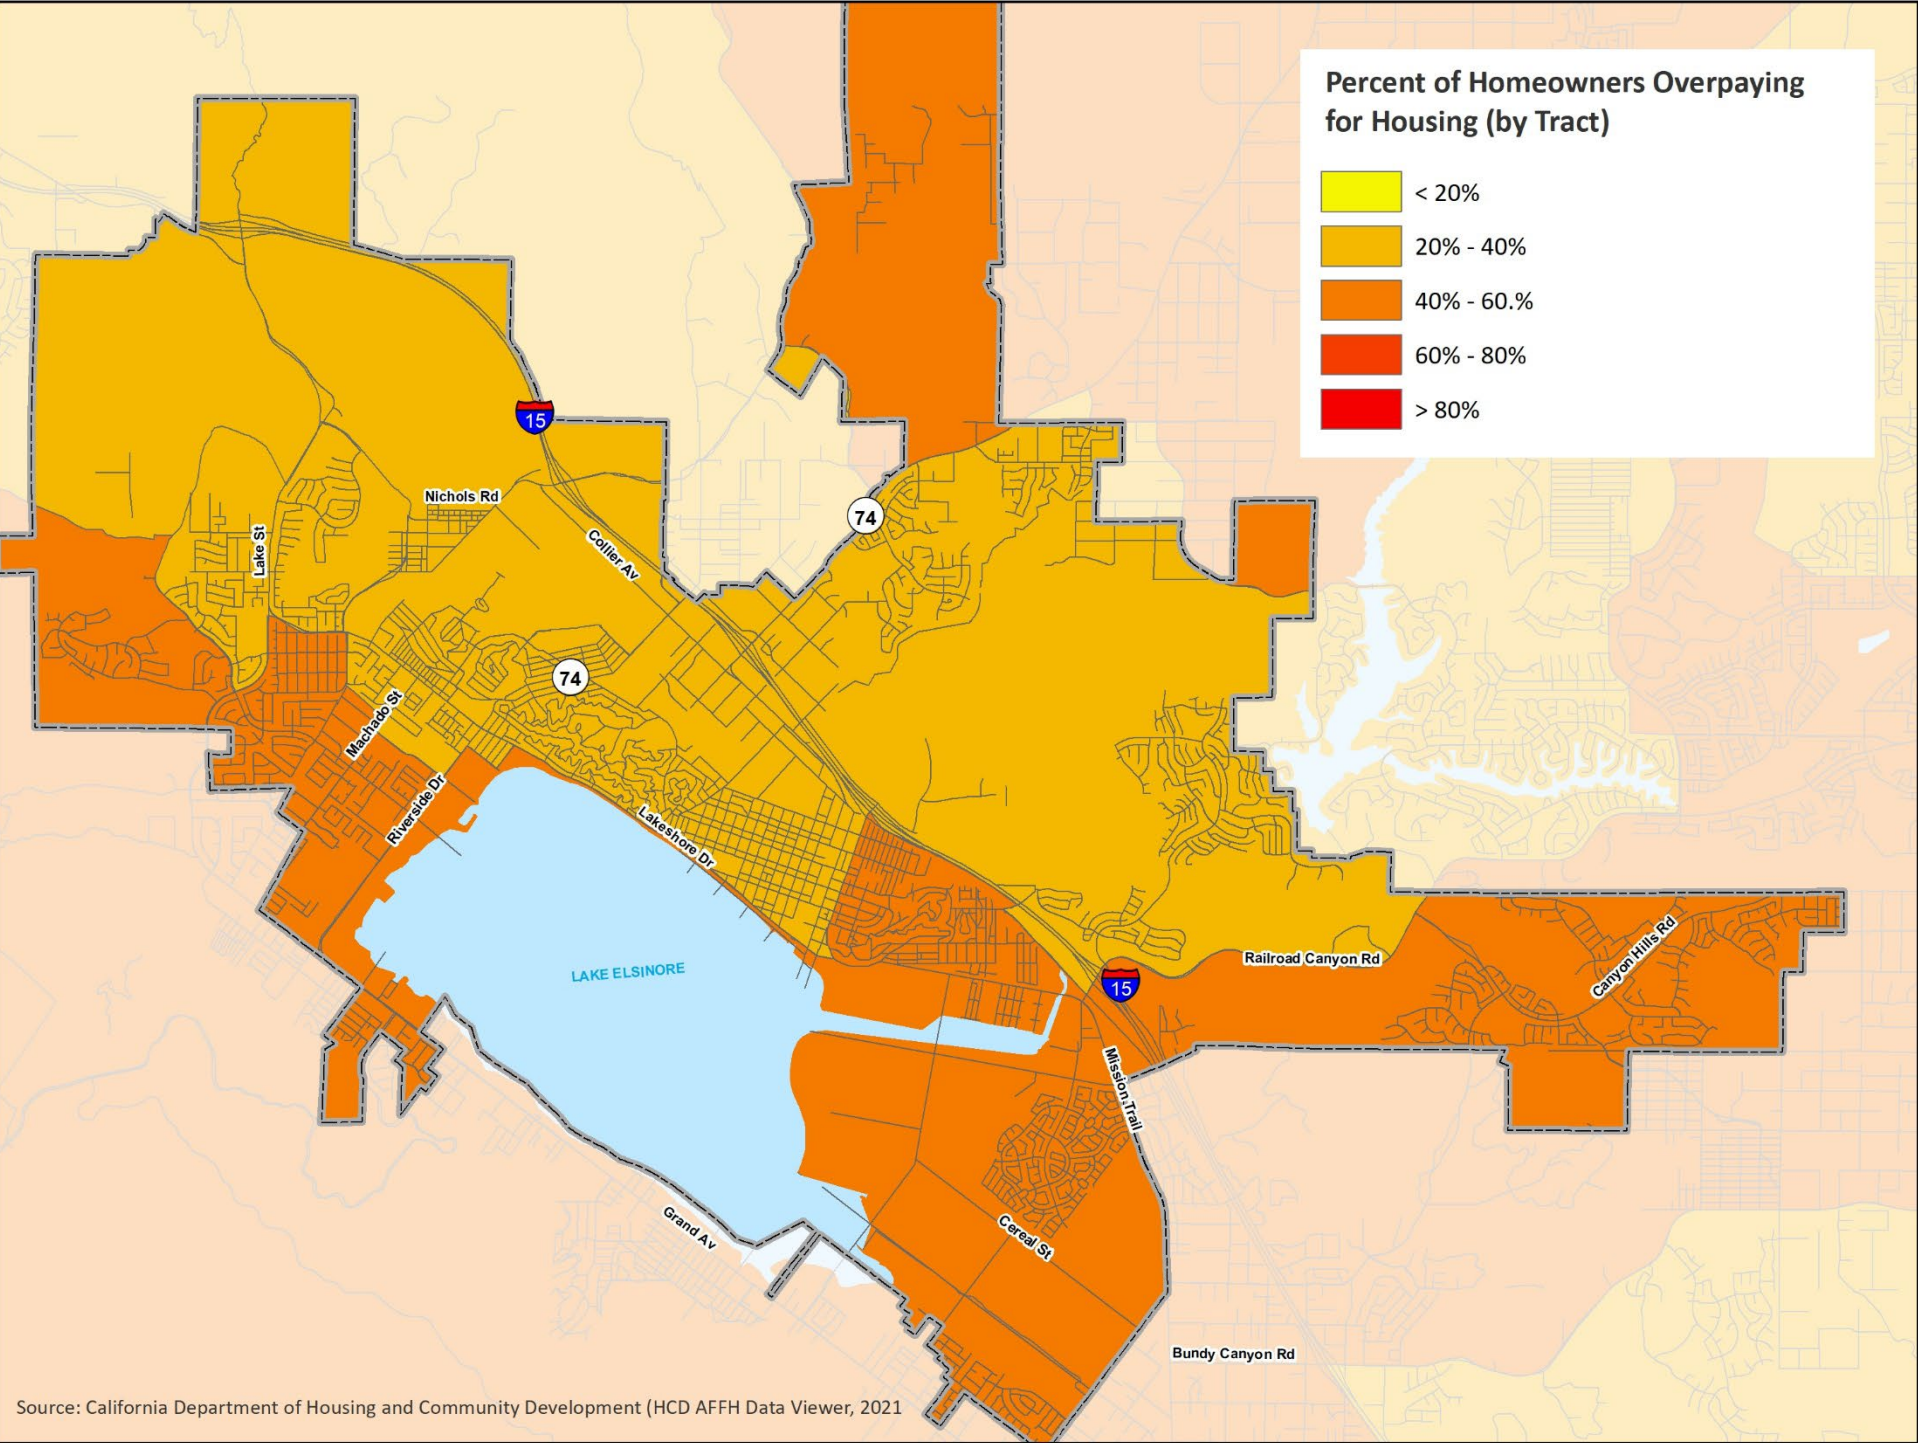 Percent of Homeowners Overpaying
for Housing (by Tract)
< 20%
20% - 40%
40% - 60.%
60% - 80%
> 80%
15
Nichols Rd
74
Lake St
Collier Av
74
Machado St
Riverside Dr
Lakeshore Dr
LAKE ELSINORE
Railroad Canyon Rd
Canyon Hills Rd
15
Mission Trail
Grand Av
Cereal St
Bundy Canyon Rd
Source: California Department of Housing and Community Development (HCD AFFH Data Viewer, 2021